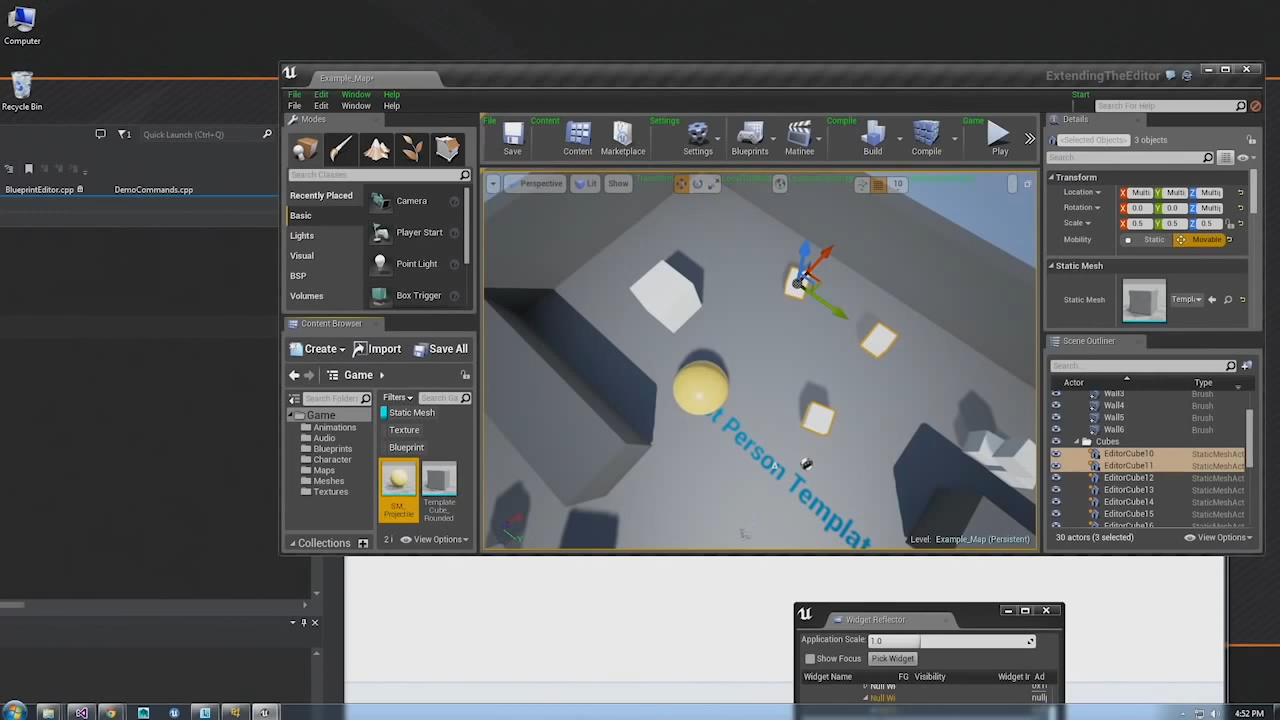 Computer
Recycle Bin
Quick Launch (Ctrl+Q)
1
BlueprintEditor.cpp
DemoCommands.cpp
Example_Map*
ExtendingTheEditor
File Edit Window Help
File Edit Window Help
Start
Search For Help
Modes
Search Classes
Recently Placed
Basic
Lights
Visual
BSP
Volumes
Camera
Player Start
Point Light
Box Trigger
File Content Settings Compile Game
Save
Content
Marketplace
Settings
Blueprints
Matinee
Build
Compile
Play
Perspective
Lit
Show
10
st Person Templat
Level: Example_Map (Persistent)
Content Browser
Create
Import
Save All
Game
Search Folders
Game
Animations
Audio
Blueprints
Character
Maps
Meshes
Textures
Collections
Filters
Search Ga
Static Mesh
Texture
Blueprint
SM_
Projectile
Template
Cube_
Rounded
2 i
View Options
Details
<Selected Objects>
3 objects
Search
Transform
Location X Multi Y Multi Z Multi
Rotation X 0.0 Y 0.0 Z Multi
Scale X 0.5 Y 0.5 Z 0.5
Mobility Static Movable
Static Mesh
Static Mesh
Templ
Scene Outliner
Search...
Actor Type
Wall3 Brush
Wall4 Brush
Wall5 Brush
Wall6 Brush
Cubes
EditorCube10 StaticMeshAct
EditorCube11 StaticMeshAct
EditorCube12 StaticMeshAct
EditorCube13 StaticMeshAct
EditorCube14 StaticMeshAct
EditorCube15 StaticMeshAct
EditorCube16 StaticMeshAct
30 actors (3 selected)
View Options
Widget Reflector
Application Scale: 1.0
Show Focus
Pick Widget
Widget Name FG Visibility Widget Ir Ad
Null Wi
Null Wi null
4:52 PM